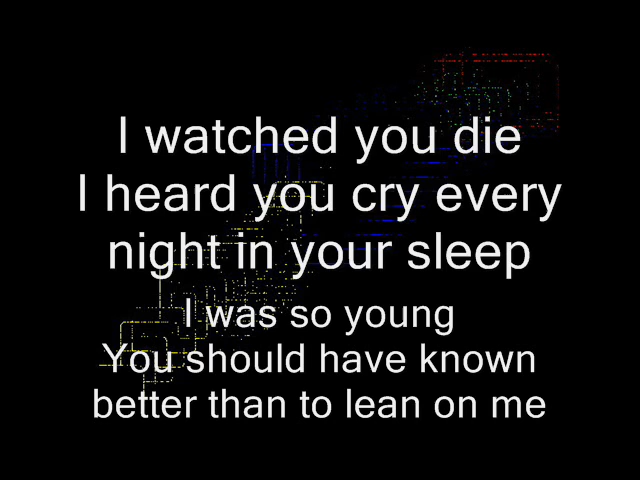 I watched you die
I heard you cry every
night in your sleep
I was so young
You should have known
better than to lean on me